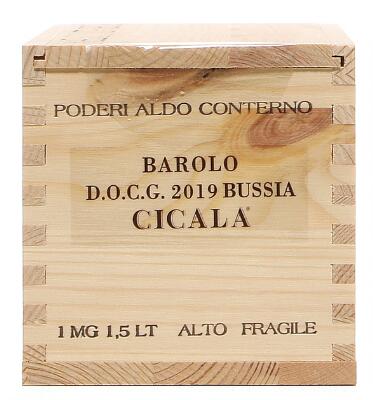 PODERI ALDO CONTERNO
BAROLO
D.O.C.G. 2019 BUSSIA
CICALA
1 MG 1,5 LT ALTO FRAGILE